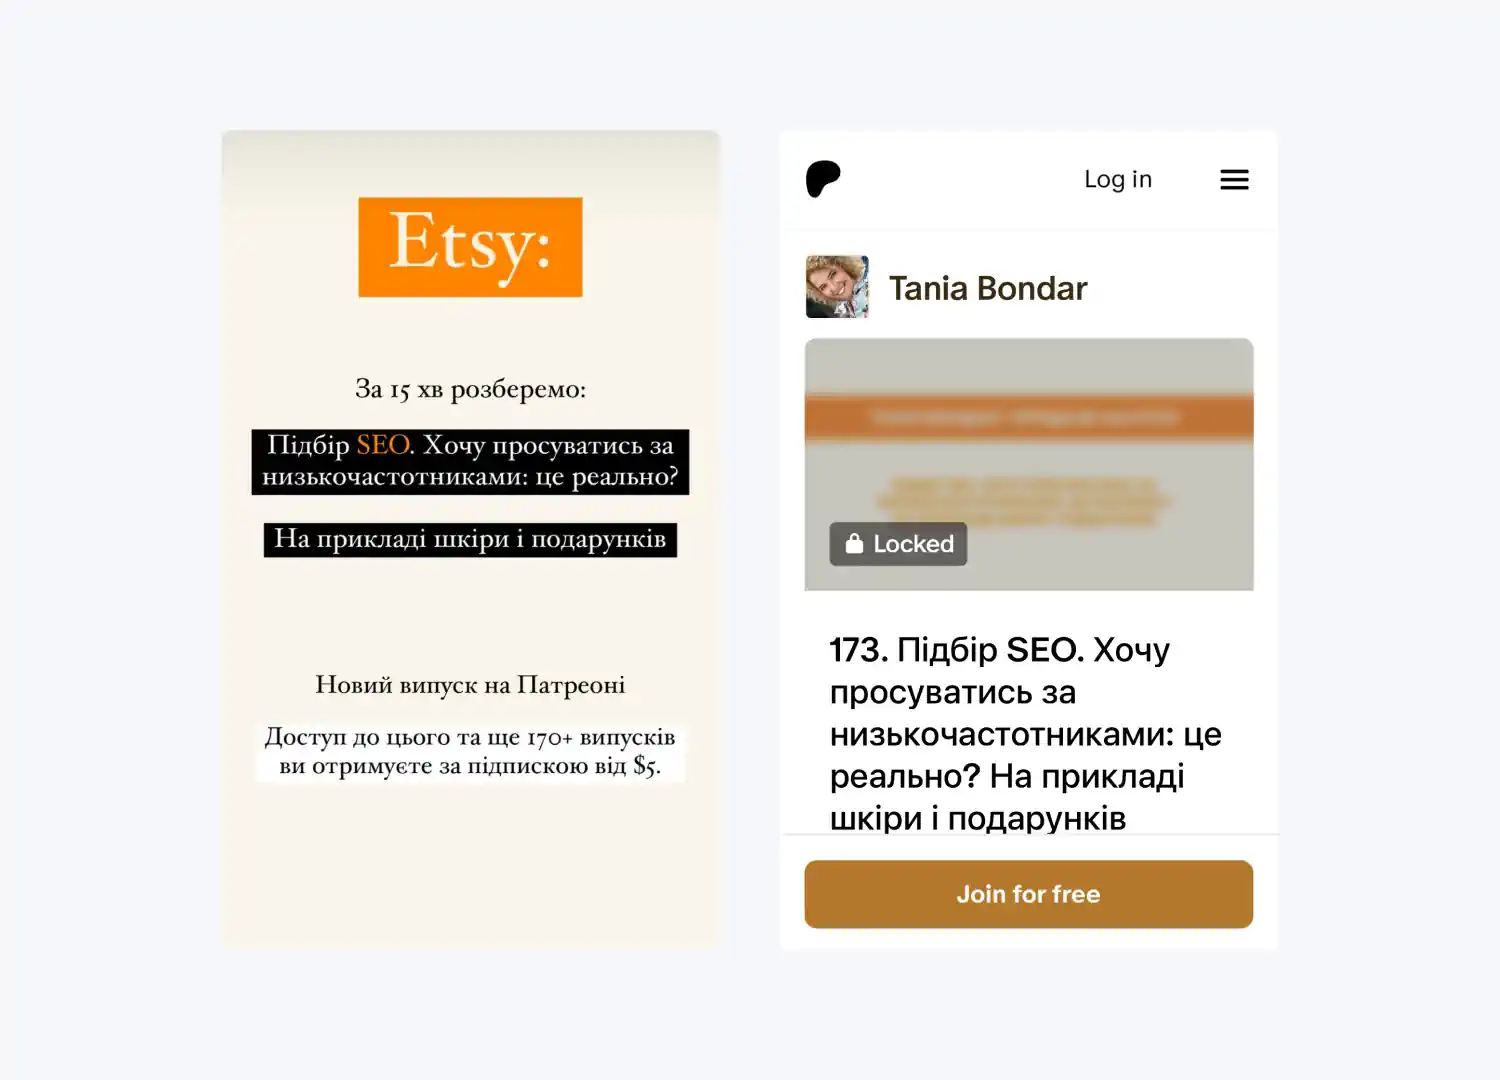 Etsy:
За 15 хв розберемо:
Підбір SEO. Хочу просуватись за
низькочастотниками: це реально?
На прикладі шкіри і подарунків
Новий випуск на Патреоні
Доступ до цього та ще 170+ випусків
ви отримуєте за підпискою від $5.
Log in
Tania Bondar
Locked
173. Підбір SEO. Хочу
просуватись за
низькочастотниками: це
реально? На прикладі
шкіри і подарунків
Join for free